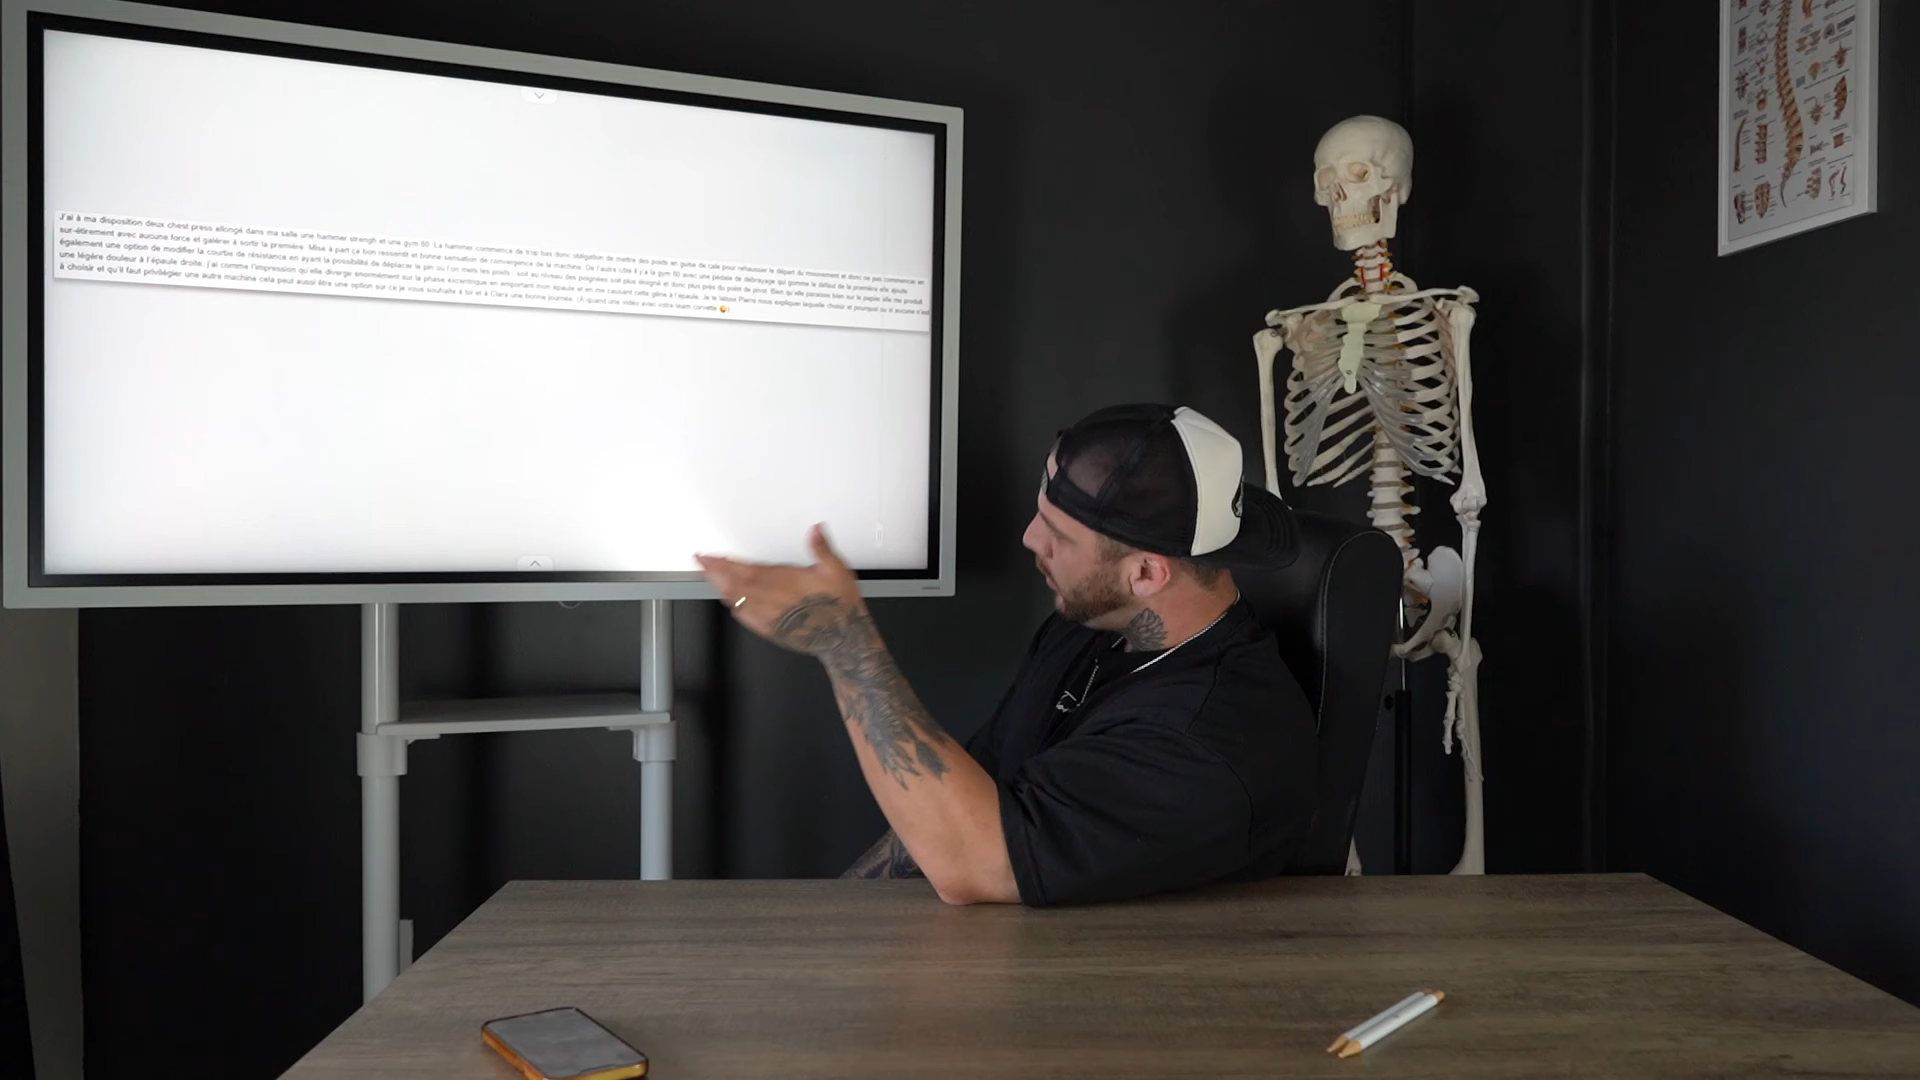 J'ai à ma disposition deux chest press allongé dans ma salle une hammer strengh et une gym 80. La hammer commence de trop bas donc obligation de mettre des poids en guise de cale pour rehausser le départ du mouvement et donc ne pas commencer en
sur-étirement avec aucune force et galérer à sortir la première. Mise à part ça bon ressentit et bonne sensation de convergence de la machine. De l'autre côté il y'a la gym 80 avec une pédale de débrayage qui gomme le défaut de la première elle ajoute
également une option de modifier la courbe de résistance en ayant la possibilité de déplacer le pin ou l'on mets les poids : soit au niveau des poignées soit plus éloigné et donc plus près du point de pivot. Bien qu'elle paraisse bien sur le papier elle me produit
une légère douleur à l'épaule droite, j'ai comme l'impression qu'elle diverge énormément sur la phase excentrique en emportant mon épaule et en me causant cette gêne à l'épaule. Je te laisse Pierre nous expliquer laquelle choisir et pourquoi ou si aucune n'est
à choisir et qu'il faut privilégier une autre machine cela peut aussi être une option sur ce je vous souhaite à toi et à Clara une bonne journée. (À quand une vidéo avec votre team corvette 😜)